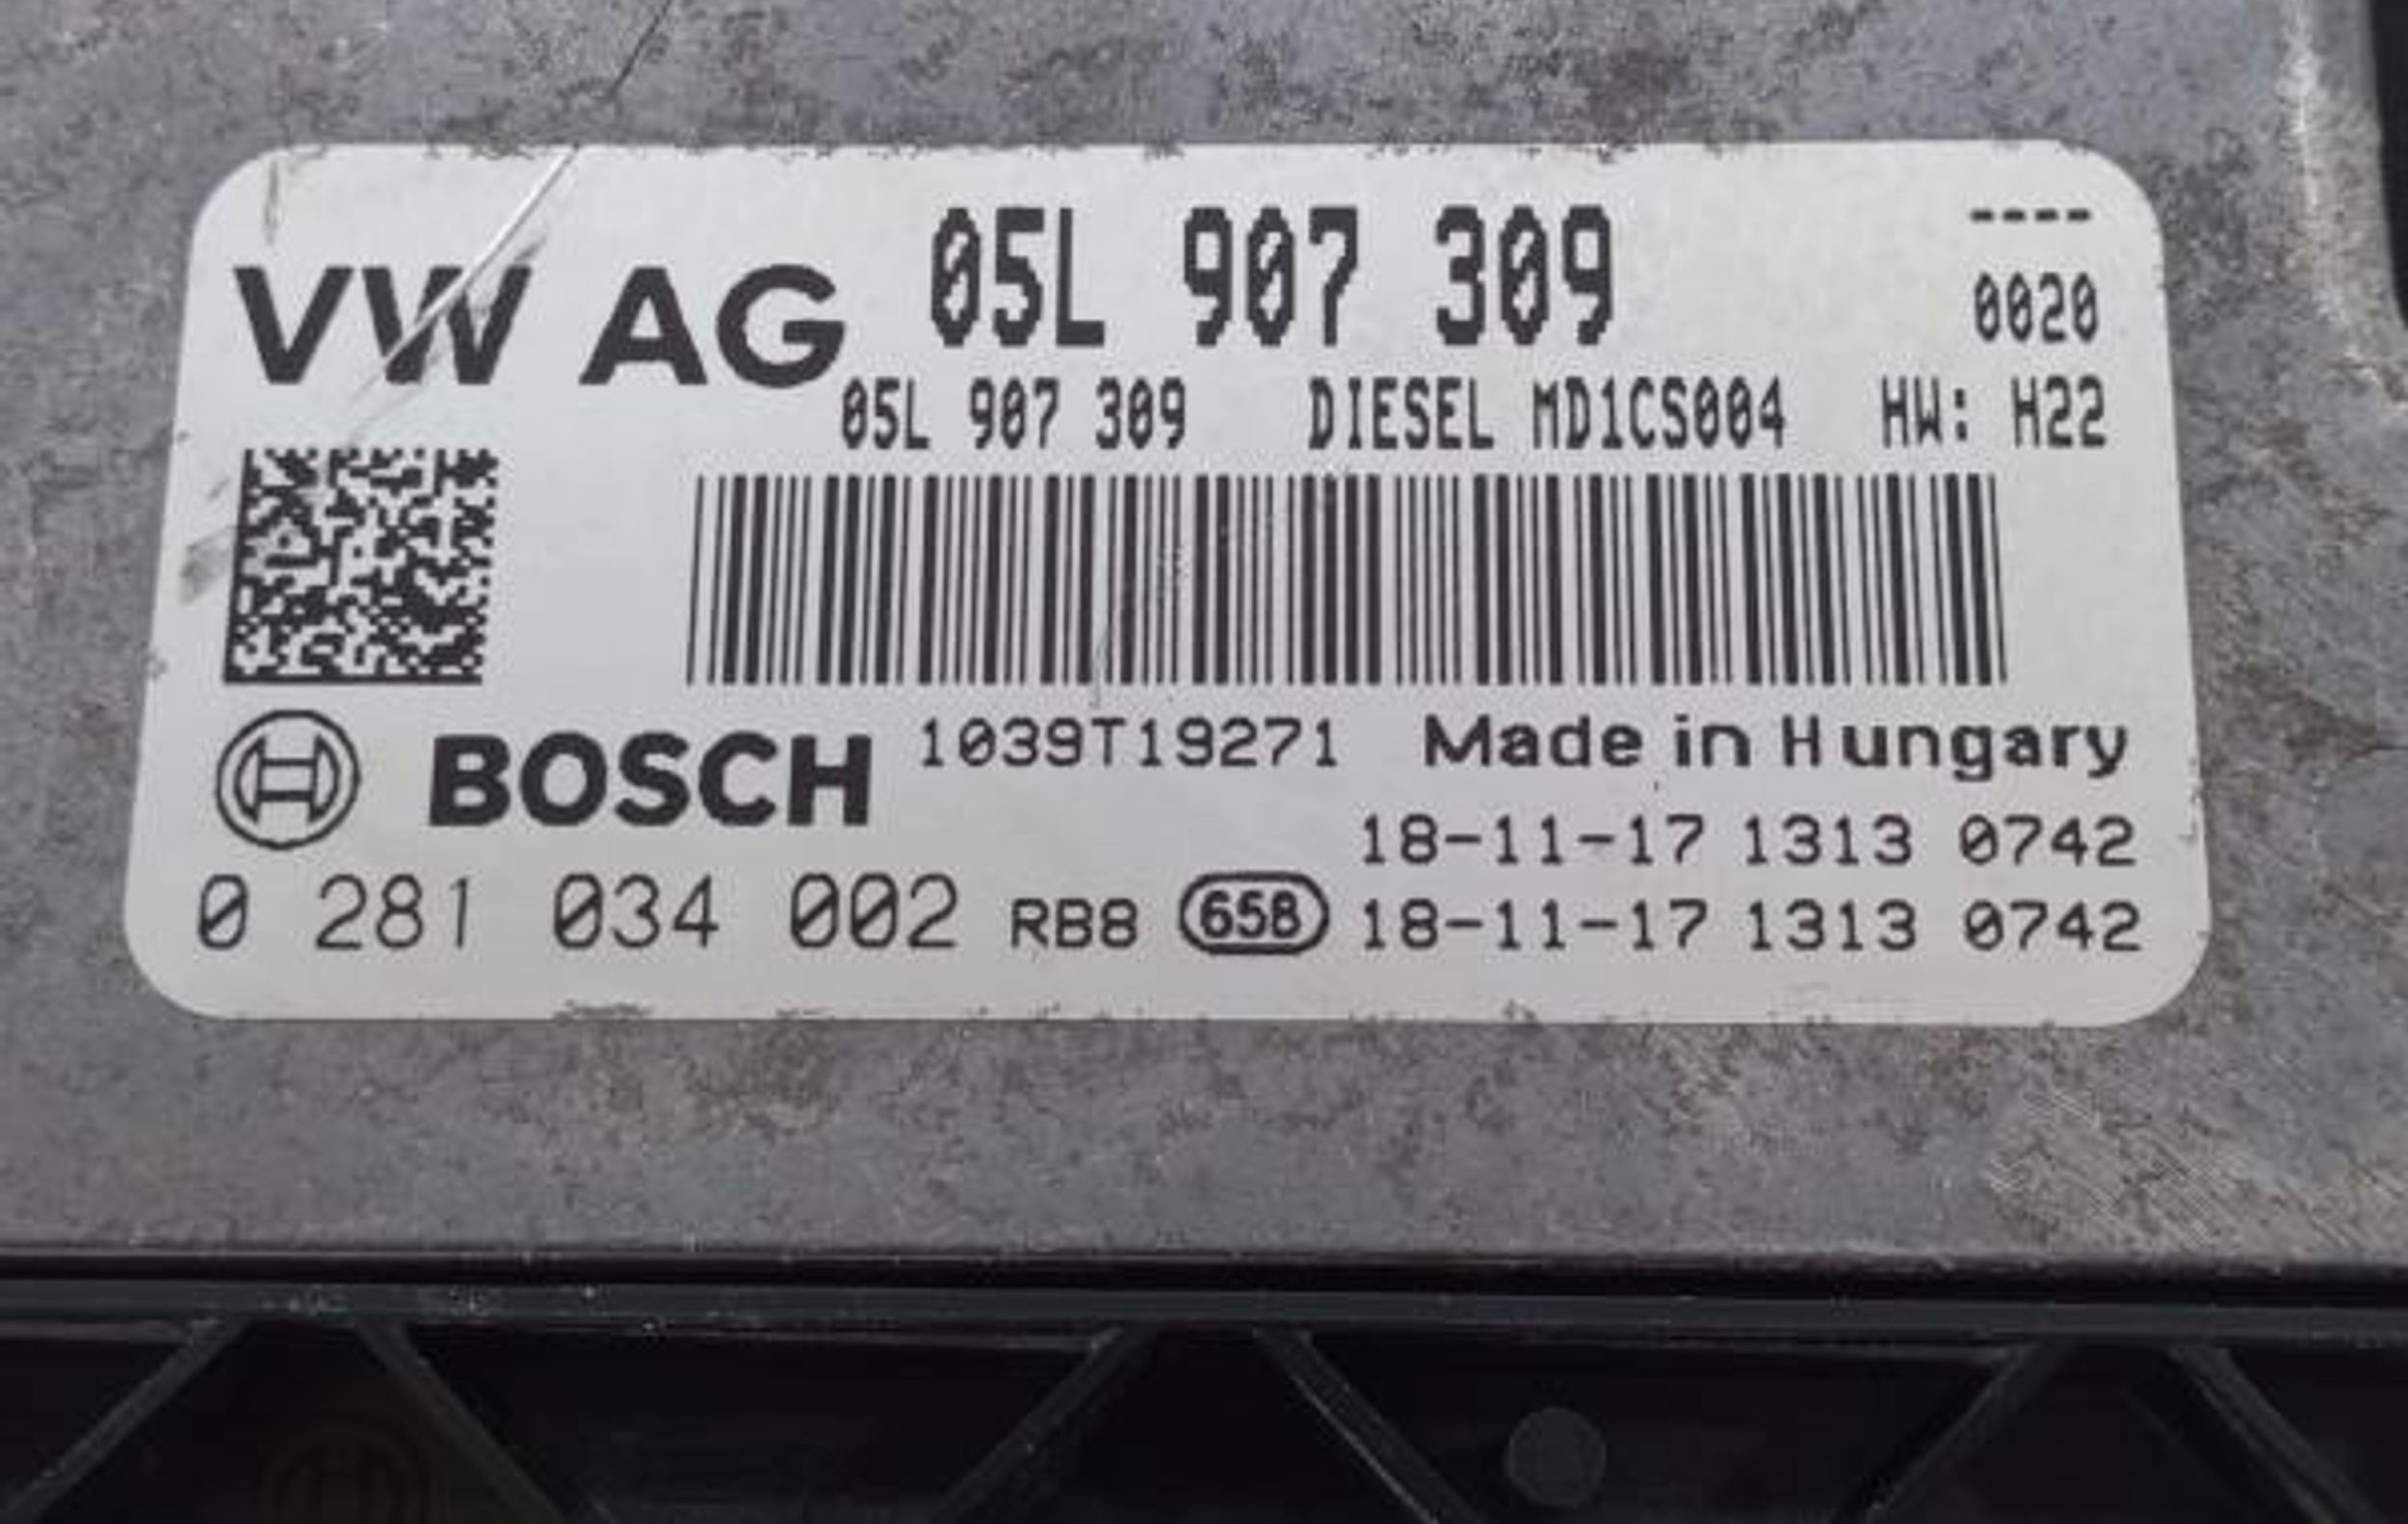 VW AG 05L 907 309 ----
0020
05L 907 309 DIESEL MD1CS004 HW: H22
BOSCH 1039T19271 Made in Hungary
18-11-17 1313 0742
0 281 034 002 RB8 658 18-11-17 1313 0742